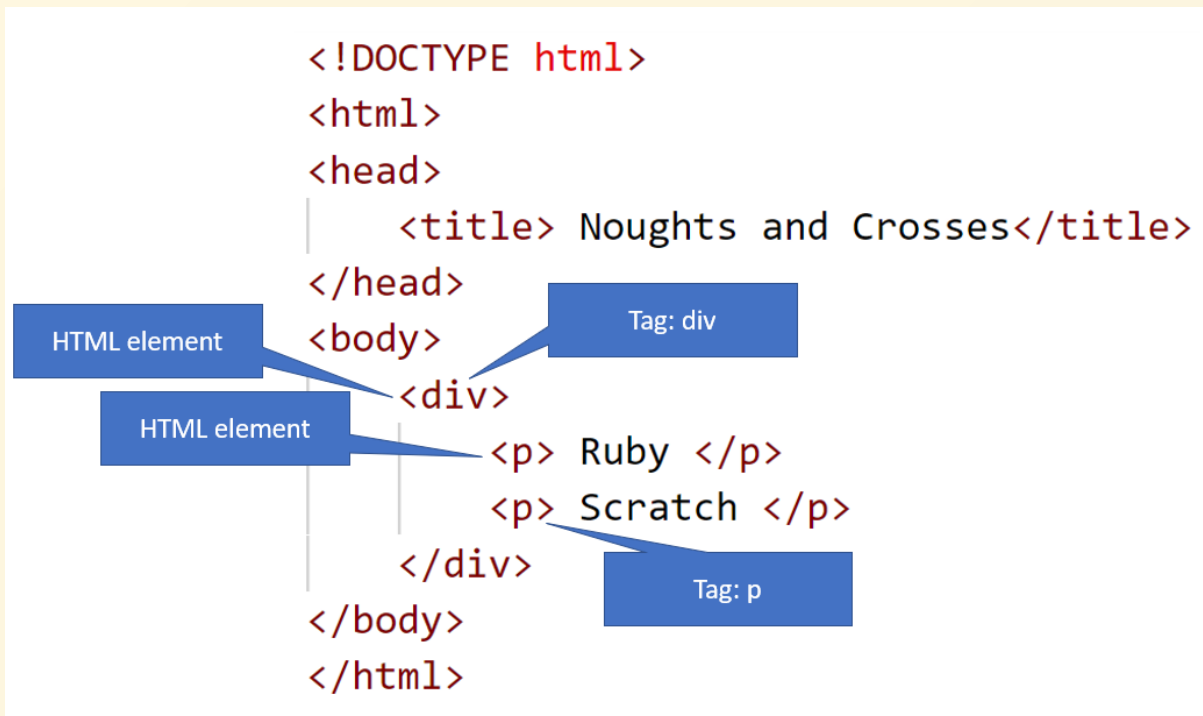 <!DOCTYPE html>
<html>
<head>
<title> Noughts and Crosses</title>
</head>
Tag: div
HTML element
<body>
<div>
HTML element
<p> Ruby </p>
<p> Scratch </p>
</div>
Tag: p
</body>
</html>